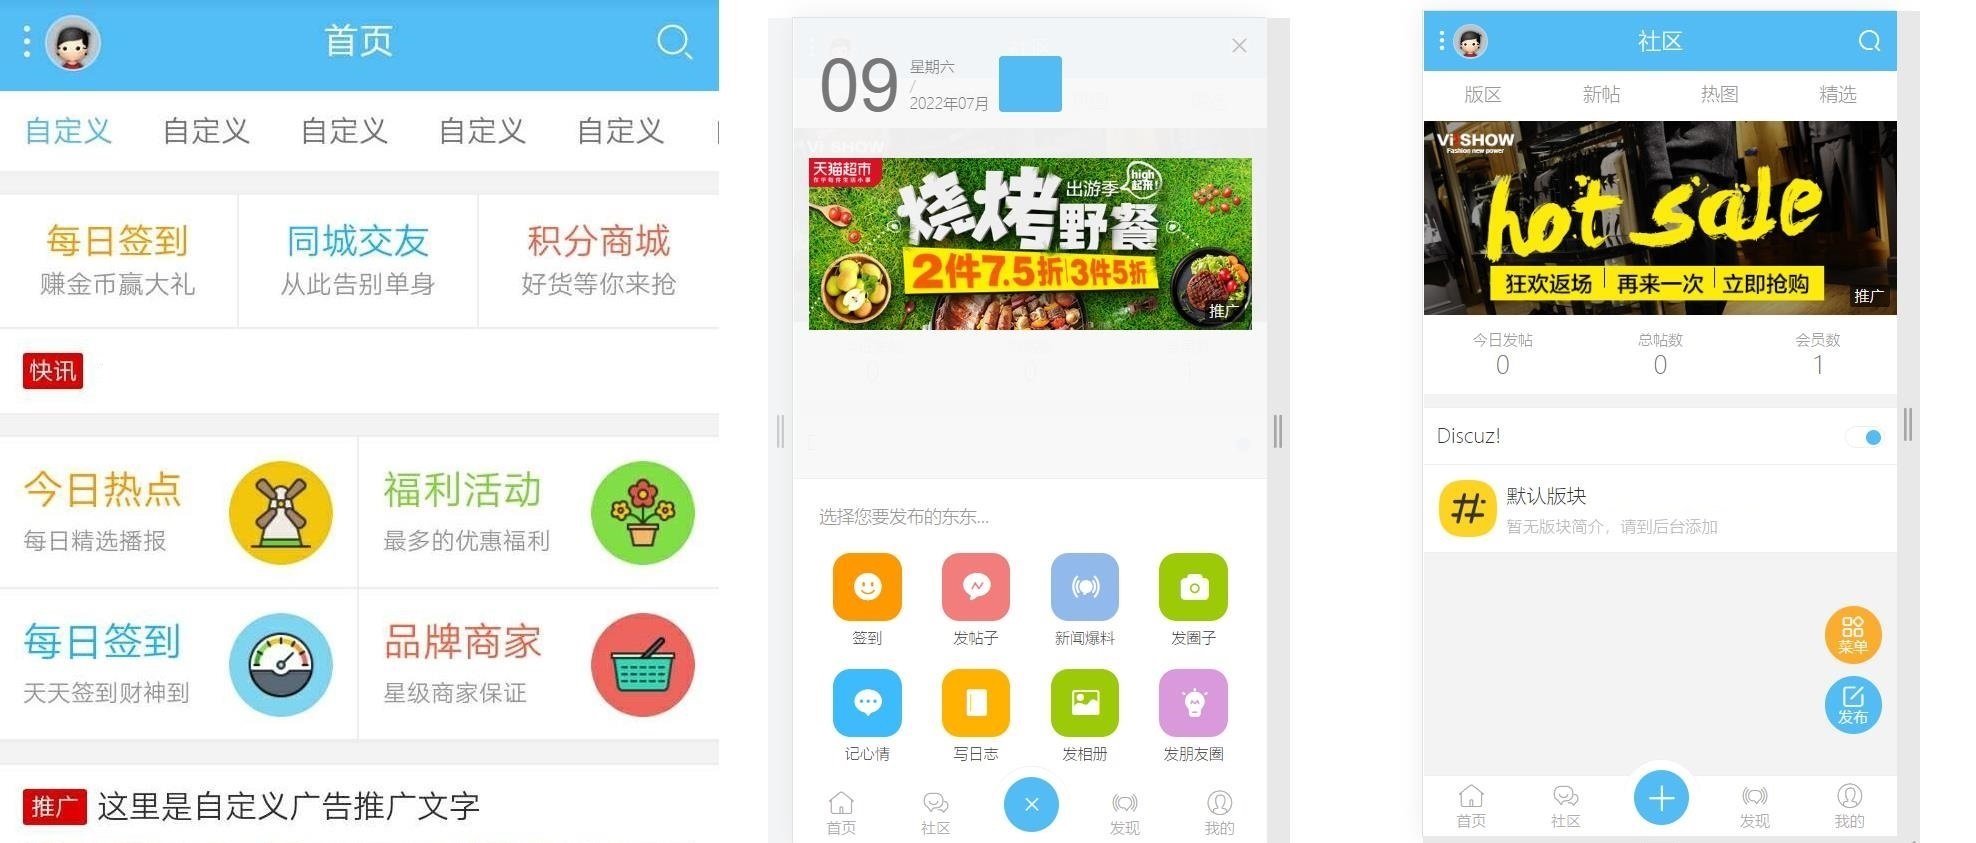 首页
自定义 自定义 自定义 自定义 自定义
每日签到 同城交友 积分商城
赚金币赢大礼 从此告别单身 好货等你来抢
快讯
今日热点 福利活动
每日精选播报 最多的优惠福利
每日签到 品牌商家
天天签到财神到 星级商家保证
推广 这里是自定义广告推广文字
09
星期六
/
2022年07月
天猫超市
出游季
high起来!
烧烤野餐
2件7.5折 3件5折
推广
选择您要发布的东东...
签到 发帖子 新闻爆料 发圈子
记心情 写日志 发相册 发朋友圈
首页 社区 发现 我的
社区
版区 新帖 热图 精选
ViiSHOW
Fashion new power
hot sale
狂欢返场 再来一次 立即抢购
推广
今日发帖 总帖数 会员数
0 0 1
Discuz!
默认版块
暂无版块简介，请到后台添加
菜单
发布
首页 社区 发现 我的